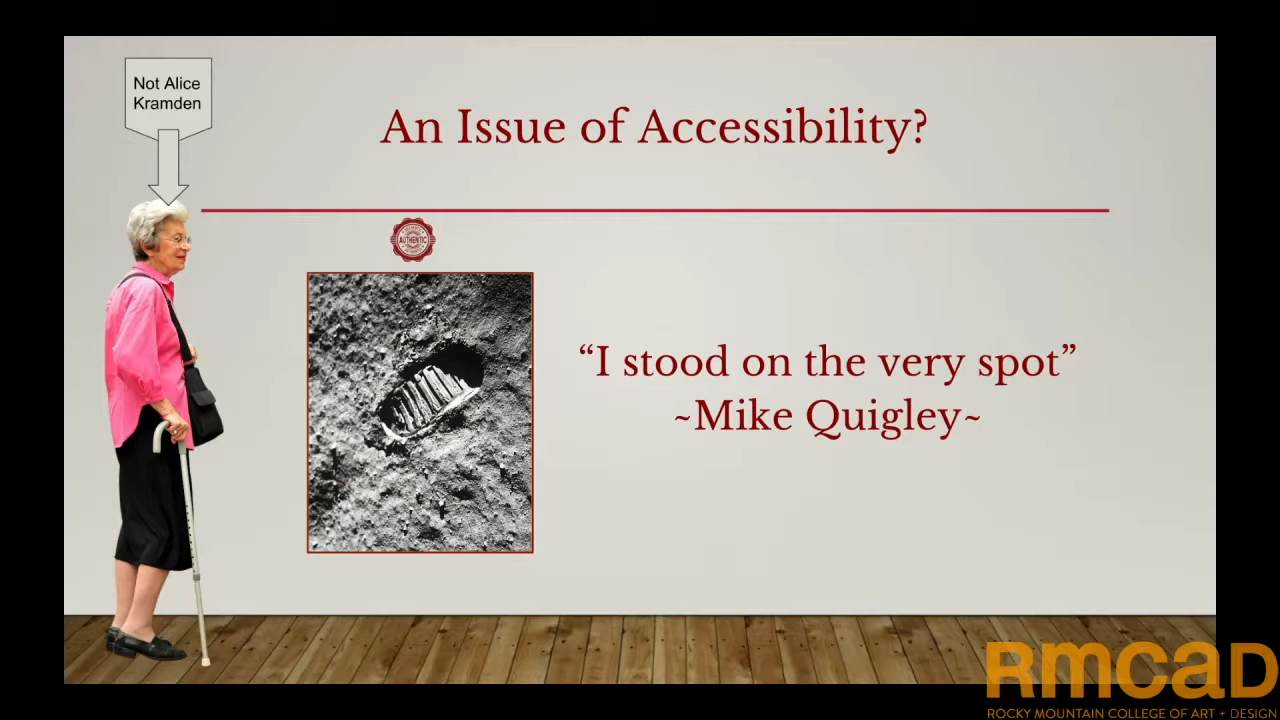 Not Alice
Kramden
An Issue of Accessibility?
AUTHENTIC
“I stood on the very spot”
~Mike Quigley~
RmcaD
ROCKY MOUNTAIN COLLEGE OF ART + DESIGN